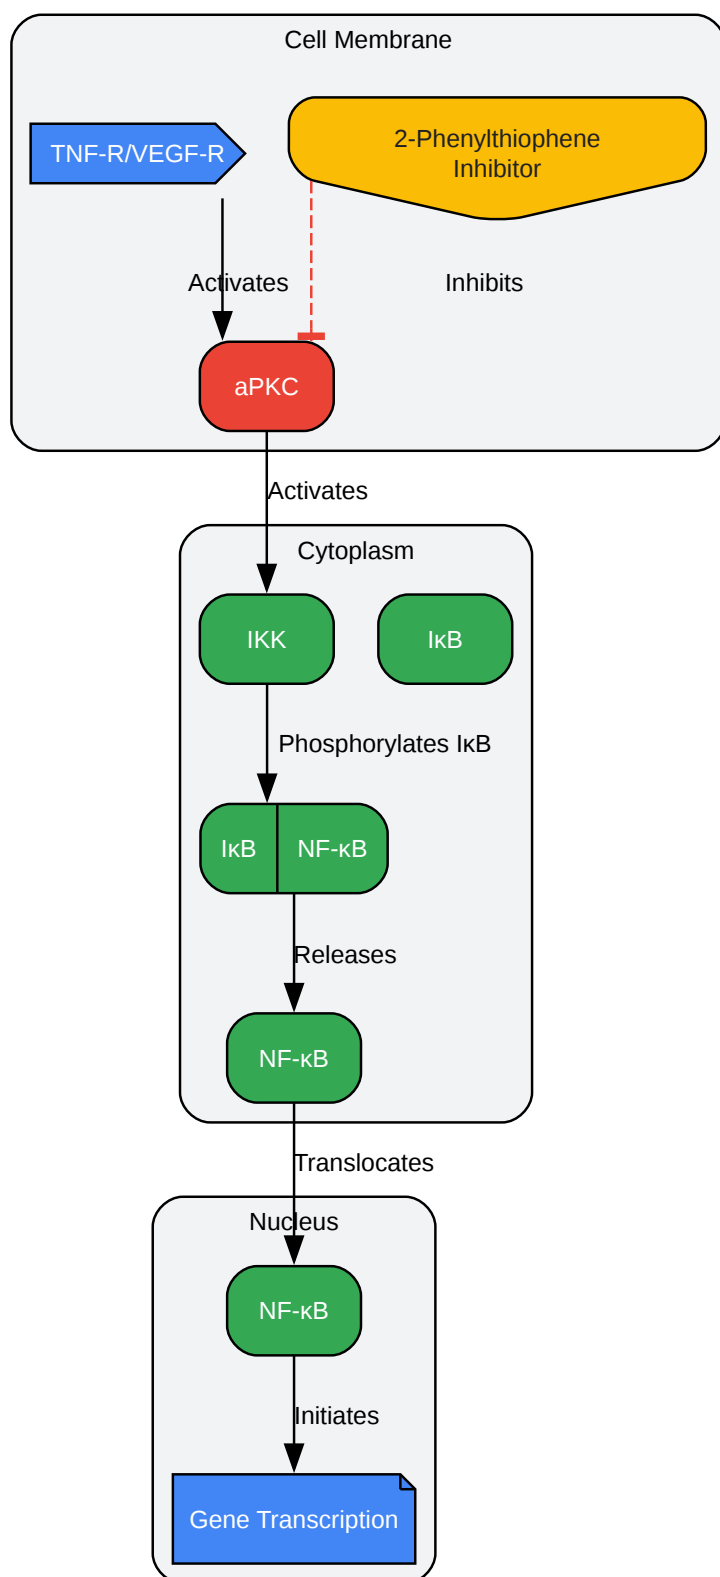 Cell Membrane
TNF-R/VEGF-R
2-Phenylthiophene
Inhibitor
Activates
Inhibits
aPKC
Activates
Cytoplasm
IKK
IκB
Phosphorylates IκB
IκB
NF-κB
Releases
NF-κB
Translocates
Nucleus
NF-κB
Initiates
Gene Transcription